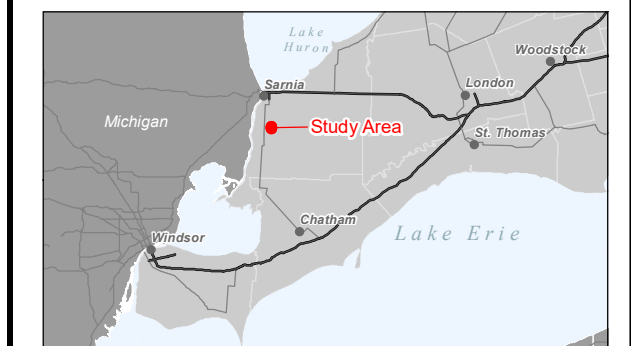 Lake
Huron
Woodstock
Sarnia
London
Michigan
Study Area
St. Thomas
Chatham
Lake Erie
Windsor